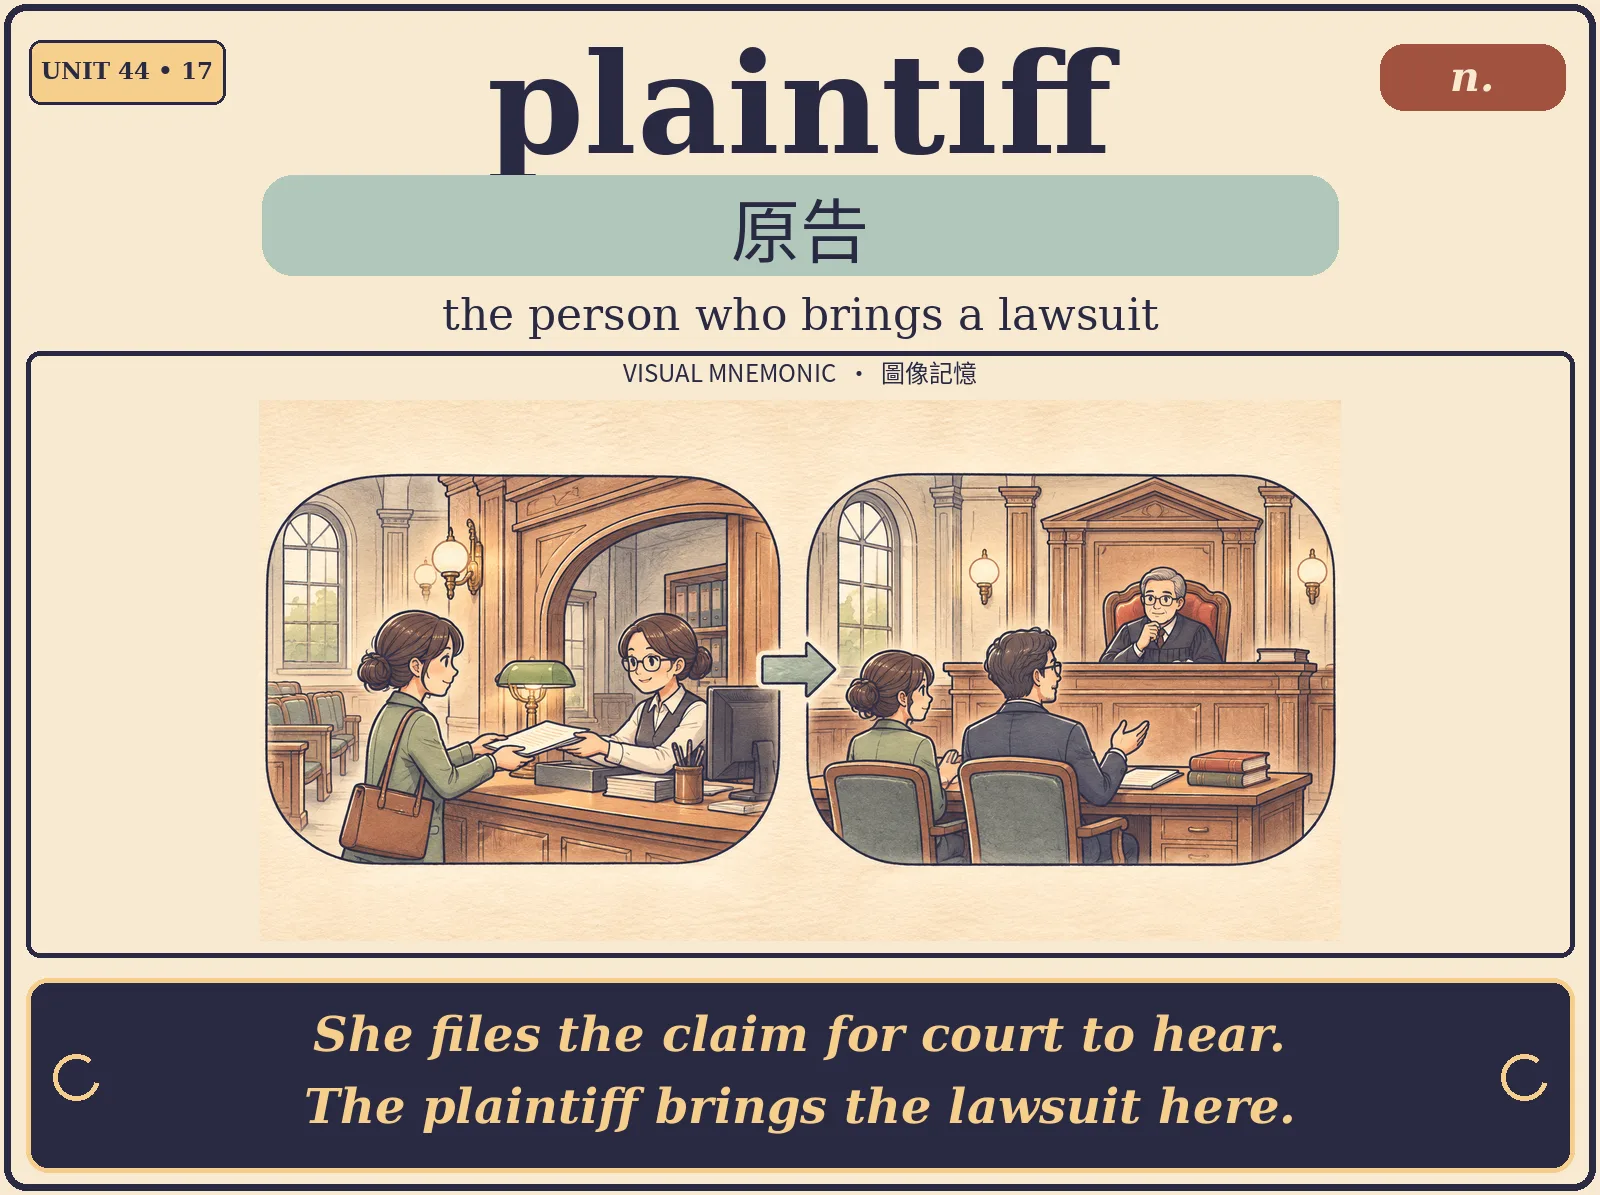 UNIT 44 • 17
plaintiff
n.
原告
the person who brings a lawsuit
VISUAL MNEMONIC • 圖像記憶
She files the claim for court to hear.
The plaintiff brings the lawsuit here.